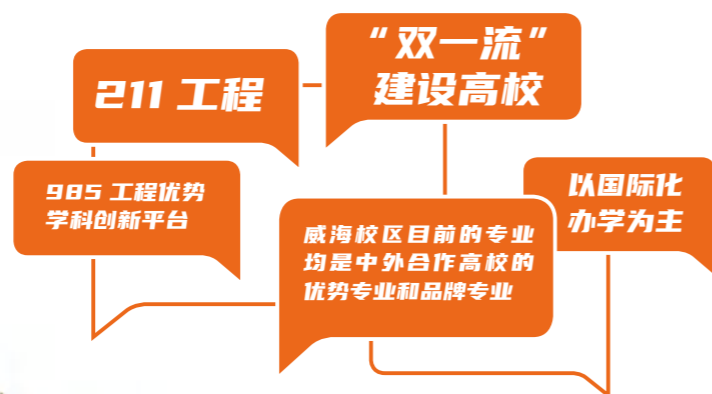 “双一流”
建设高校
211 工程
985 工程优势
学科创新平台
以国际化
办学为主
威海校区目前的专业
均是中外合作高校的
优势专业和品牌专业